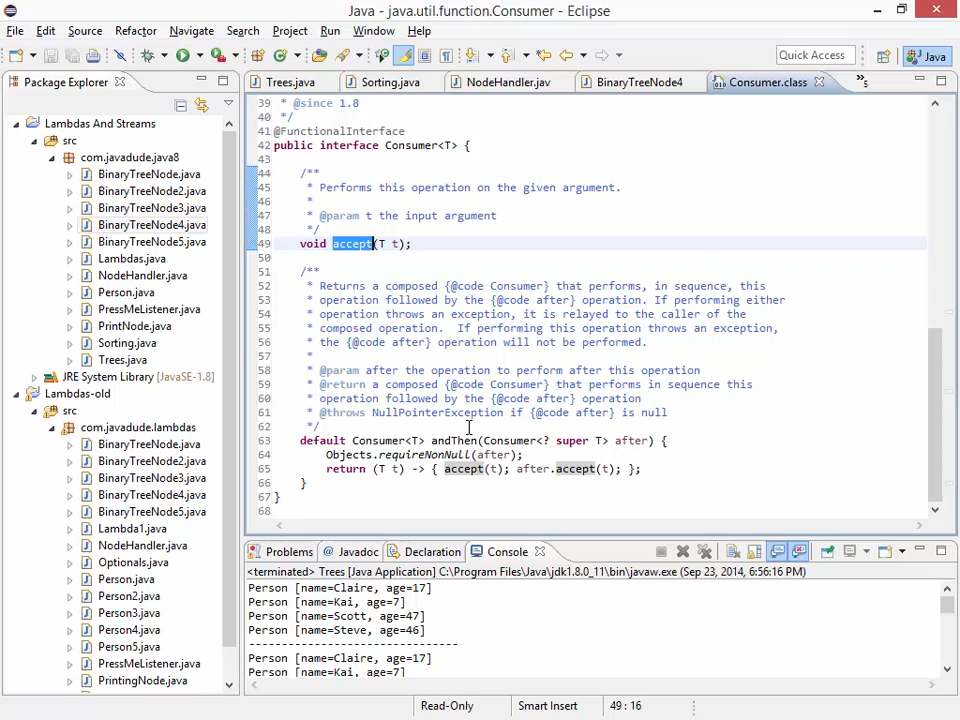 Java - java.util.function.Consumer - Eclipse
File Edit Source Refactor Navigate Search Project Run Window Help
Quick Access
Java
Package Explorer
Lambdas And Streams
src
com.javadude.java8
BinaryTreeNode.java
BinaryTreeNode2.java
BinaryTreeNode3.java
BinaryTreeNode4.java
BinaryTreeNode5.java
Lambdas.java
NodeHandler.java
Person.java
PressMeListener.java
PrintNode.java
Sorting.java
Trees.java
JRE System Library [JavaSE-1.8]
Lambdas-old
src
com.javadude.lambdas
BinaryTreeNode.java
BinaryTreeNode2.java
BinaryTreeNode3.java
BinaryTreeNode4.java
BinaryTreeNode5.java
Lambda1.java
NodeHandler.java
Optionals.java
Person.java
Person2.java
Person3.java
Person4.java
Person5.java
PressMeListener.java
PrintingNode.java
Trees.java Sorting.java NodeHandler.jav BinaryTreeNode4 Consumer.class »5
39 * @since 1.8
40 */
41 @FunctionalInterface
42 public interface Consumer<T> {
43
44 /**
45 * Performs this operation on the given argument.
46 *
47 * @param t the input argument
48 */
49 void accept(T t);
50
51 /**
52 * Returns a composed {@code Consumer} that performs, in sequence, this
53 * operation followed by the {@code after} operation. If performing either
54 * operation throws an exception, it is relayed to the caller of the
55 * composed operation.  If performing this operation throws an exception,
56 * the {@code after} operation will not be performed.
57 *
58 * @param after the operation to perform after this operation
59 * @return a composed {@code Consumer} that performs in sequence this
60 * operation followed by the {@code after} operation
61 * @throws NullPointerException if {@code after} is null
62 */
63 default Consumer<T> andThen(Consumer<? super T> after) {
64 Objects.requireNonNull(after);
65 return (T t) -> { accept(t); after.accept(t); };
66 }
67 }
68
Problems @ Javadoc Declaration Console
<terminated> Trees [Java Application] C:\Program Files\Java\jdk1.8.0_11\bin\javaw.exe (Sep 23, 2014, 6:56:16 PM)
Person [name=Claire, age=17]
Person [name=Kai, age=7]
Person [name=Scott, age=47]
Person [name=Steve, age=46]
--------------------------------
Person [name=Claire, age=17]
Person [name=Kai, age=7]
Read-Only Smart Insert 49 : 16